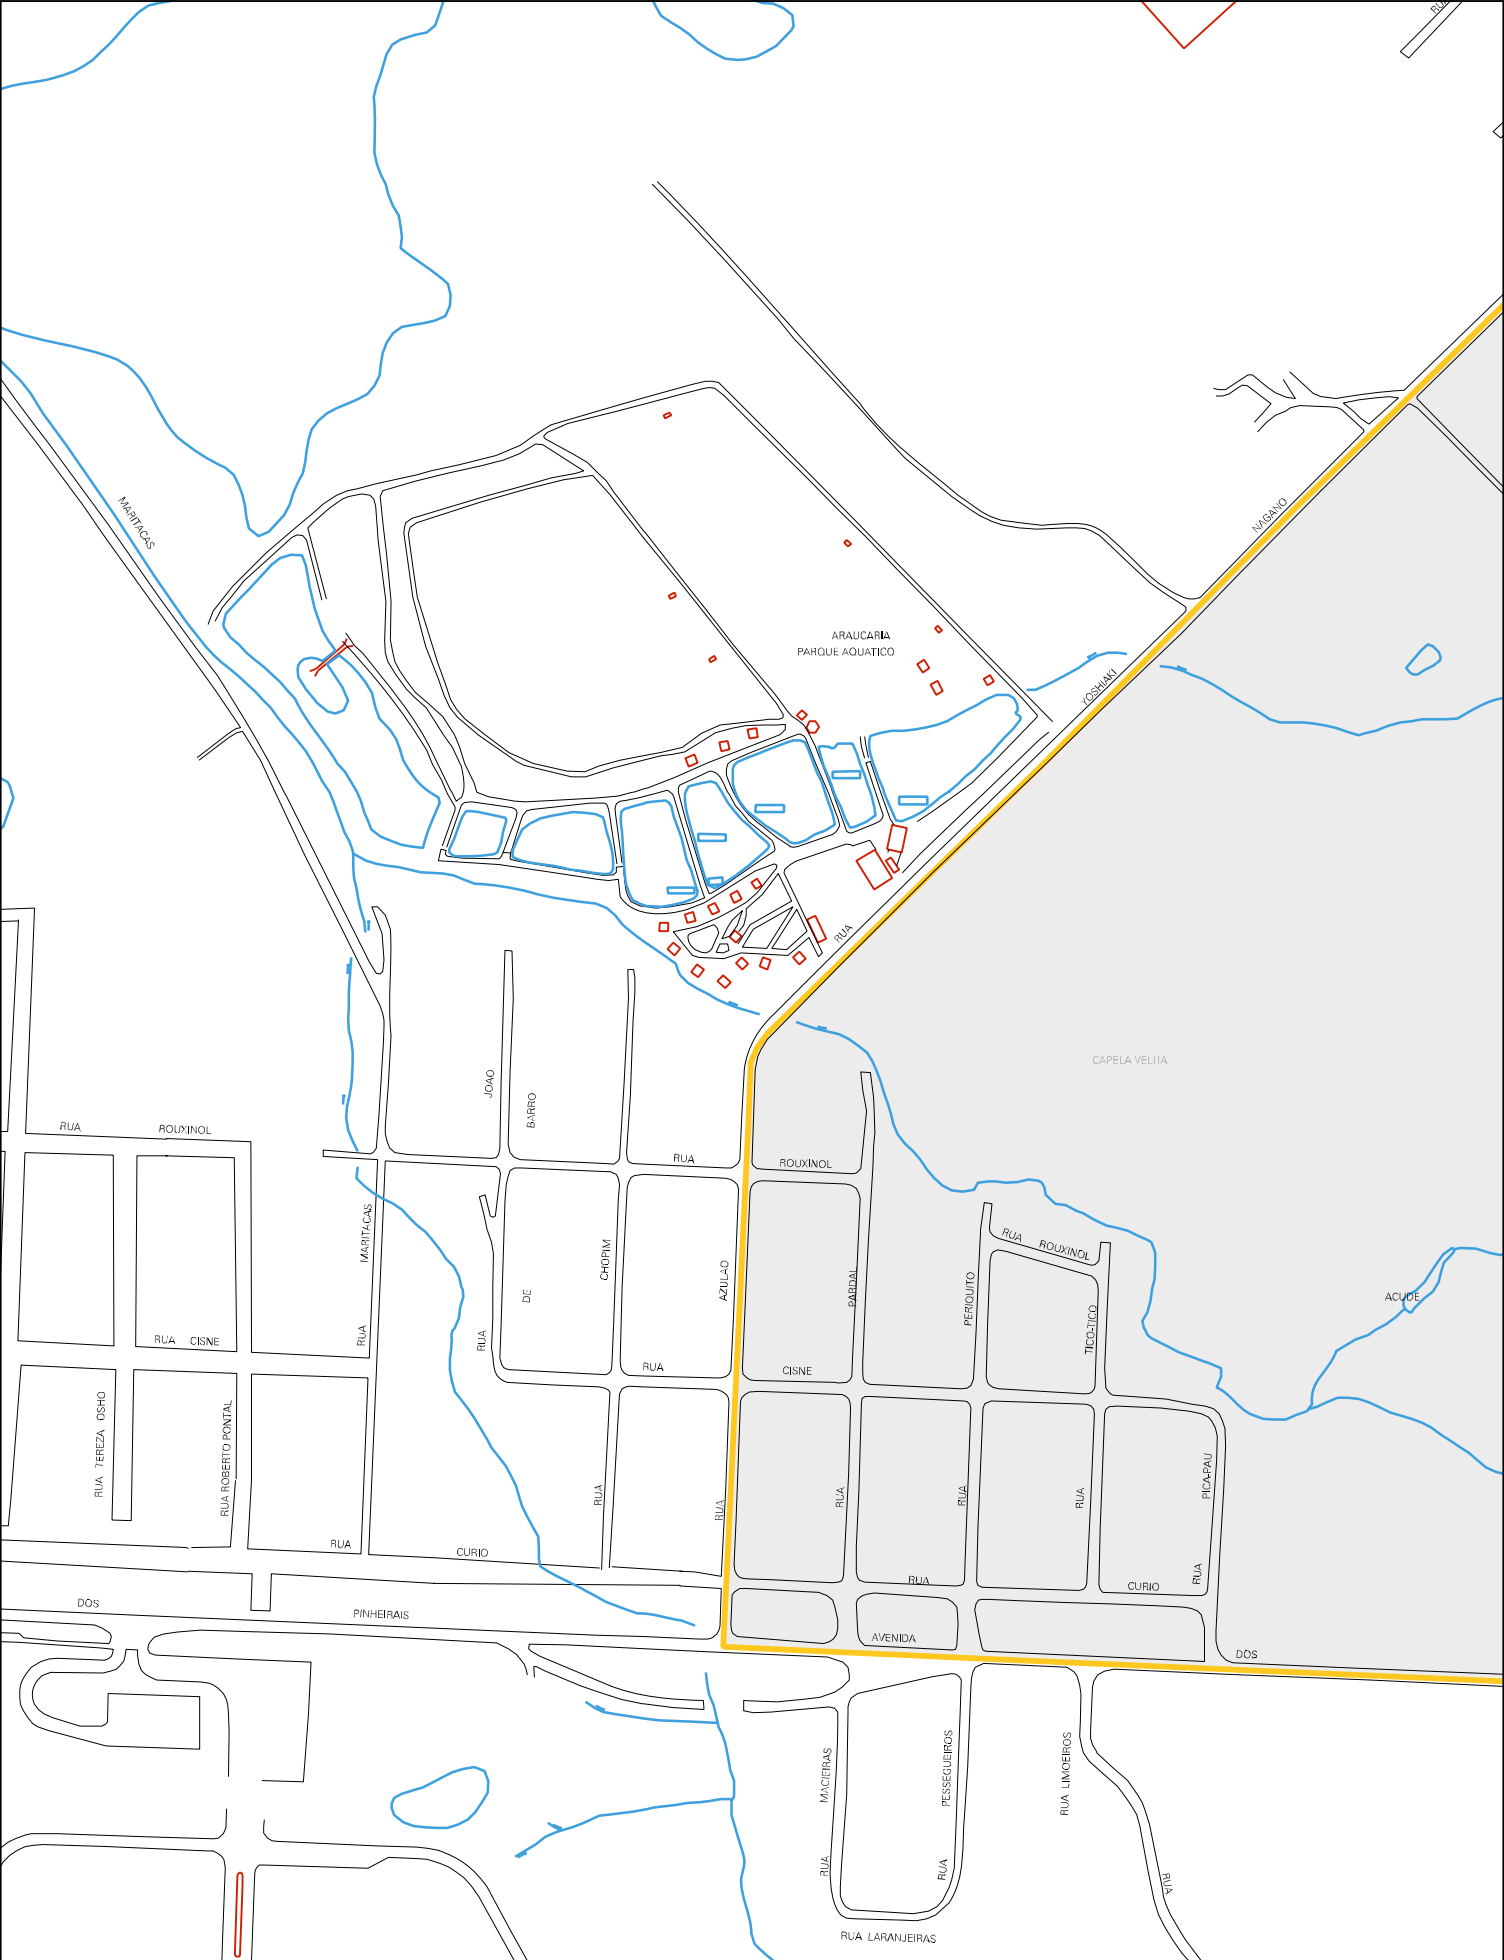 RUA
NAGANO
MARITACAS
ARAUCARIA
PARQUE AQUATICO
YOSHIAKI
RUA
CAPELA VELHA
JOAO
BARRO
RUA
ROUXINOL
RUA
ROUXINOL
MARITACAS
CHOPIM
AZULAO
DE
PARDAL
PERIQUITO
RUA
ROUXINOL
TICO-TICO
ACUDE
RUA
CISNE
RUA
RUA
RUA
CISNE
RUA TEREZA OSHO
RUA ROBERTO PONTAL
RUA
RUA
RUA
RUA
RUA
PICA-PAU
RUA
CURIO
RUA
CURIO
RUA
DOS
PINHEIRAIS
AVENIDA
DOS
MACIEIRAS
PESSEGUEIROS
RUA LIMOEIROS
RUA
RUA
RUA
RUA LARANJEIRAS